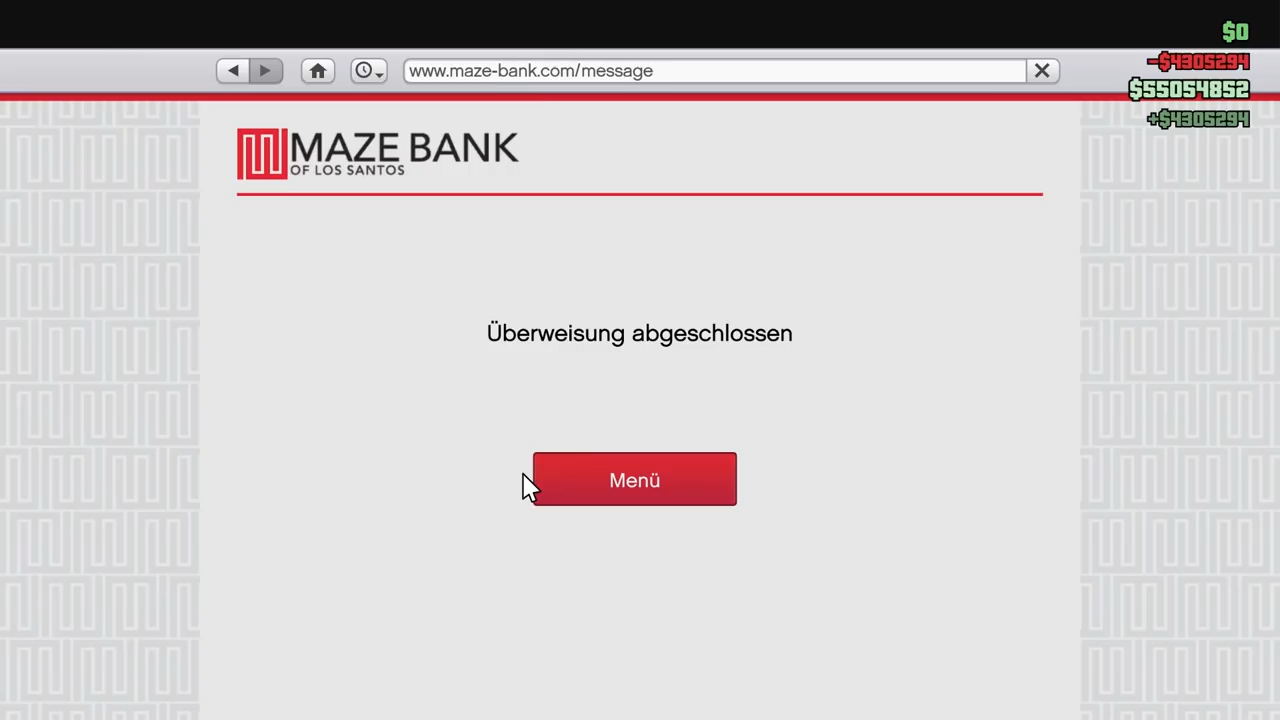 $0
-$4305294
www.maze-bank.com/message
$55054852
+$4305294
MAZE BANK
OF LOS SANTOS
Überweisung abgeschlossen
Menü